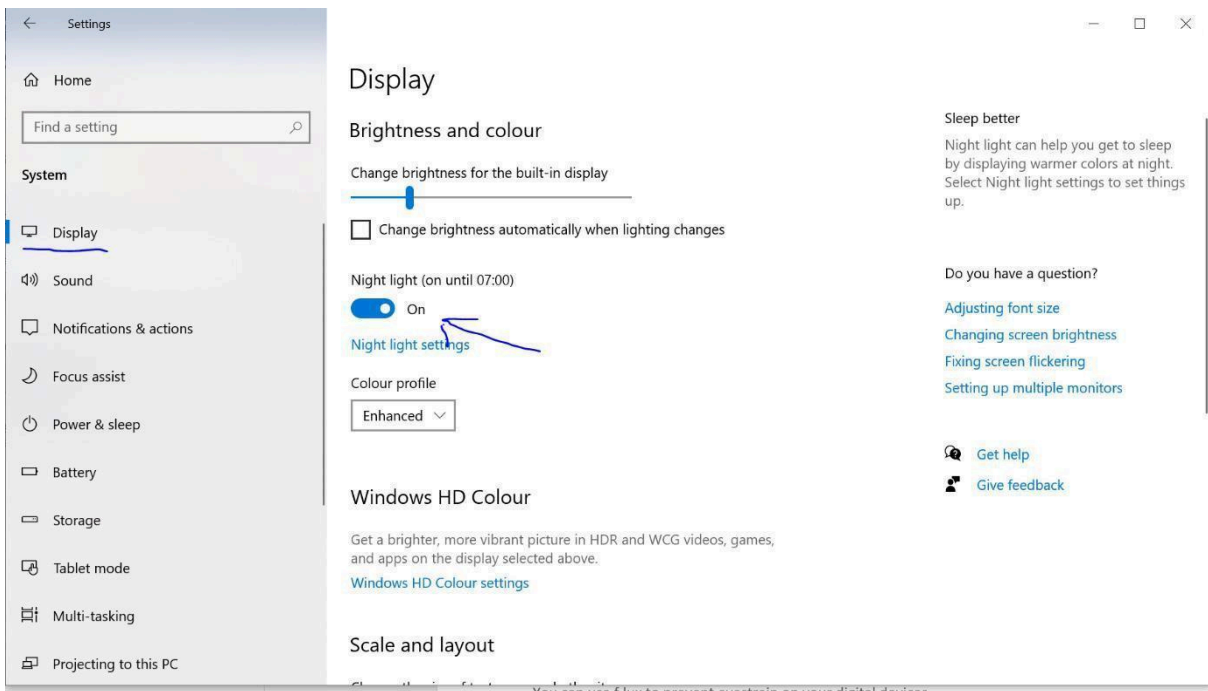 Settings
Home
Find a setting
System
Display
Sound
Notifications & actions
Focus assist
Power & sleep
Battery
Storage
Tablet mode
Multi-tasking
Projecting to this PC
Display
Brightness and colour
Change brightness for the built-in display
Change brightness automatically when lighting changes
Night light (on until 07:00)
On
Night light settings
Colour profile
Enhanced
Windows HD Colour
Get a brighter, more vibrant picture in HDR and WCG videos, games,
and apps on the display selected above.
Windows HD Colour settings
Scale and layout
Sleep better
Night light can help you get to sleep
by displaying warmer colors at night.
Select Night light settings to set things
up.
Do you have a question?
Adjusting font size
Changing screen brightness
Fixing screen flickering
Setting up multiple monitors
Get help
Give feedback